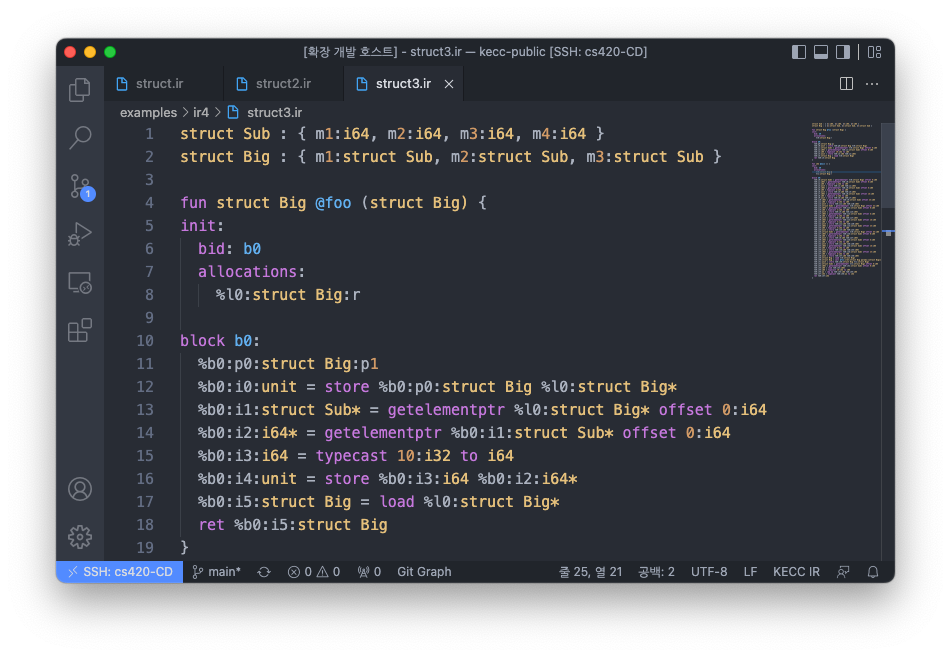 [확장 개발 호스트] - struct3.ir — kecc-public [SSH: cs420-CD]
struct.ir struct2.ir struct3.ir
examples > ir4 > struct3.ir
1 struct Sub : { m1:i64, m2:i64, m3:i64, m4:i64 }
2 struct Big : { m1:struct Sub, m2:struct Sub, m3:struct Sub }
3
4 fun struct Big @foo (struct Big) {
5 init:
6   bid: b0
7   allocations:
8     %l0:struct Big:r
9
10 block b0:
11   %b0:p0:struct Big:p1
12   %b0:i0:unit = store %b0:p0:struct Big %l0:struct Big*
13   %b0:i1:struct Sub* = getelementptr %l0:struct Big* offset 0:i64
14   %b0:i2:i64* = getelementptr %b0:i1:struct Sub* offset 0:i64
15   %b0:i3:i64 = typecast 10:i32 to i64
16   %b0:i4:unit = store %b0:i3:i64 %b0:i2:i64*
17   %b0:i5:struct Big = load %l0:struct Big*
18   ret %b0:i5:struct Big
19 }
1
SSH: cs420-CD main* 0 0 0 Git Graph 줄 25, 열 21 공백: 2 UTF-8 LF KECC IR